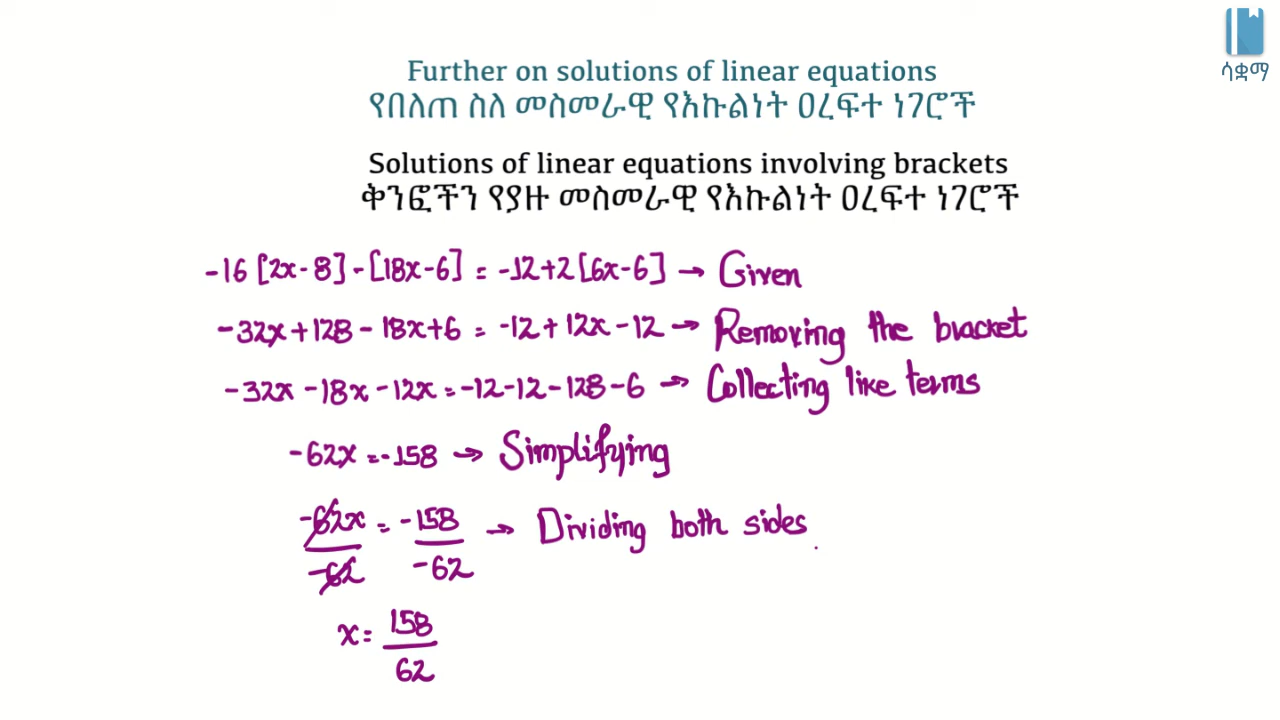 ሳቋማ
Further on solutions of linear equations
የበለጠ ስለ መስመራዊ የእኩልነት ዐረፍተ ነገሮች
Solutions of linear equations involving brackets
ቅንፎችን የያዙ መስመራዊ የእኩልነት ዐረፍተ ነገሮች
-16 [2x - 8] - [18x - 6] = -12 + 2 [6x - 6] → Given
-32x + 128 - 18x + 6 = -12 + 12x - 12 → Removing the bracket
-32x - 18x - 12x = -12 - 12 - 128 - 6 → Collecting like terms
-62x = -158 → Simplifying
-62x = -158 → Dividing both sides
-62 -62
x = 158
62